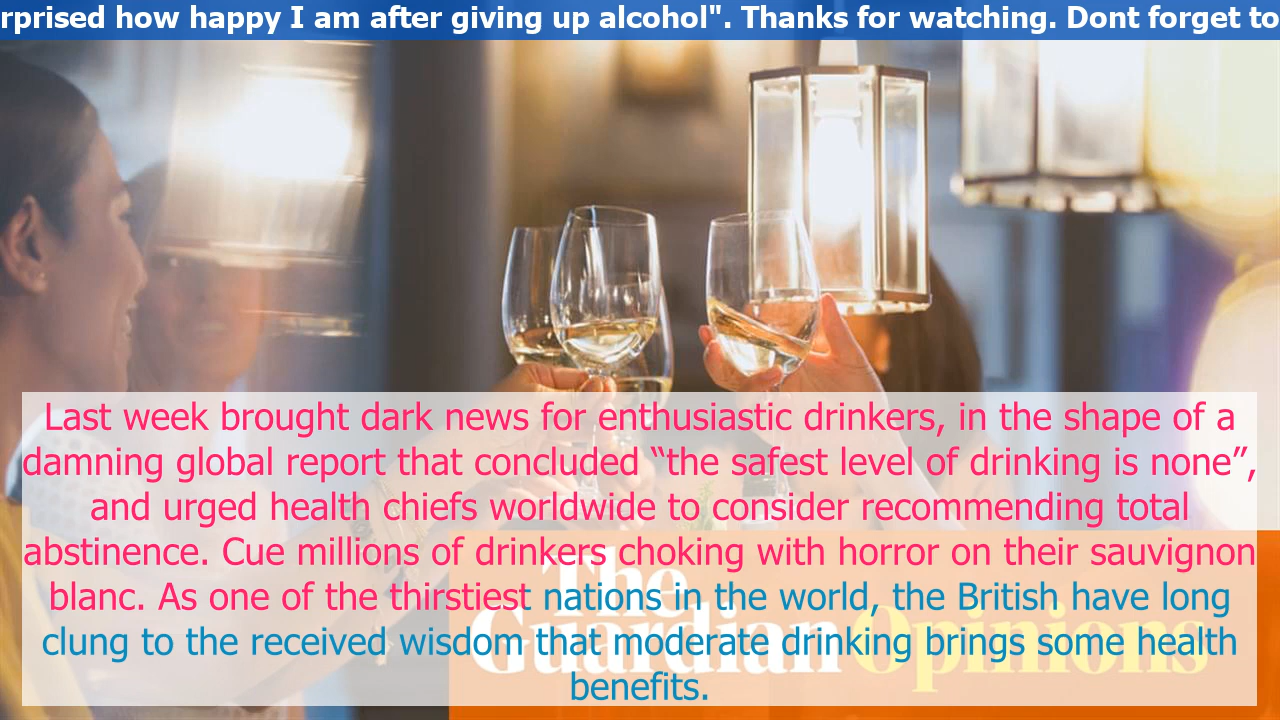 rprised how happy I am after giving up alcohol". Thanks for watching. Dont forget to
Last week brought dark news for enthusiastic drinkers, in the shape of a
damning global report that concluded “the safest level of drinking is none”,
and urged health chiefs worldwide to consider recommending total
abstinence. Cue millions of drinkers choking with horror on their sauvignon
blanc. As one of the thirstiest nations in the world, the British have long
clung to the received wisdom that moderate drinking brings some health
benefits.
The
Guardian Opinions